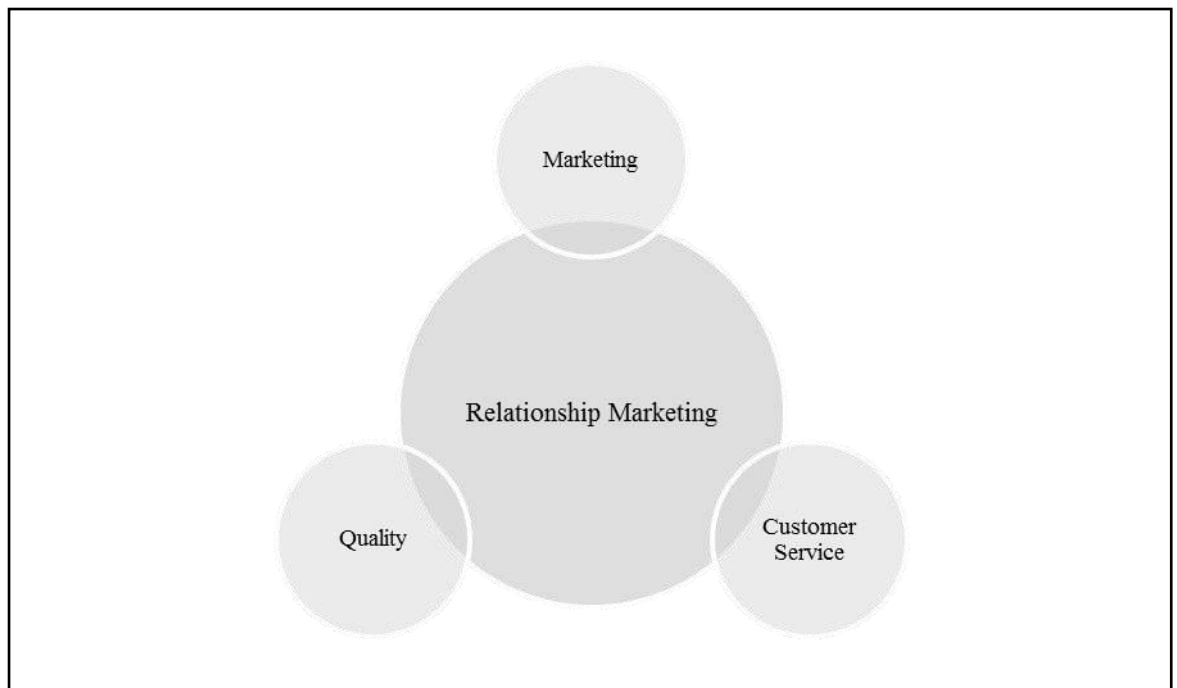 Marketing
Relationship Marketing
Quality
Customer
Service